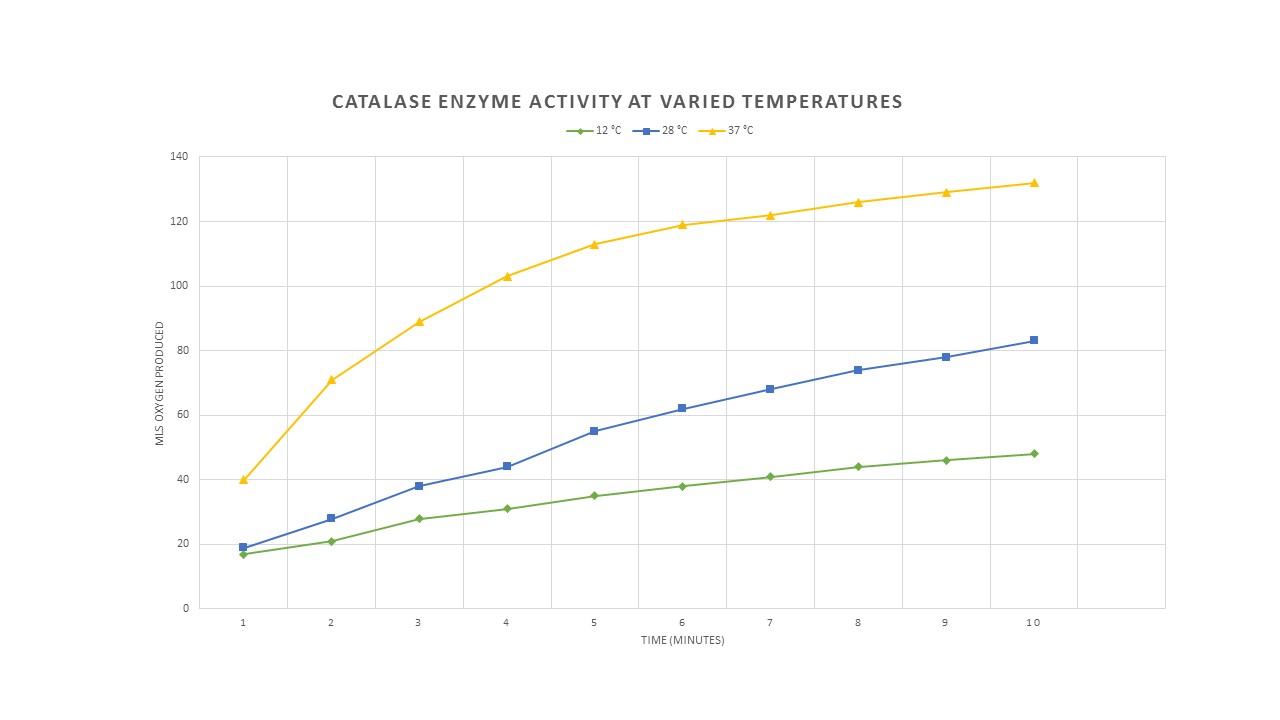 CATALASE ENZYME ACTIVITY AT VARIED TEMPERATURES
12 °C 28 °C 37 °C
140
120
100
80
60
40
20
0
MLS OXYGEN PRODUCED
1 2 3 4 5 6 7 8 9 10
TIME (MINUTES)